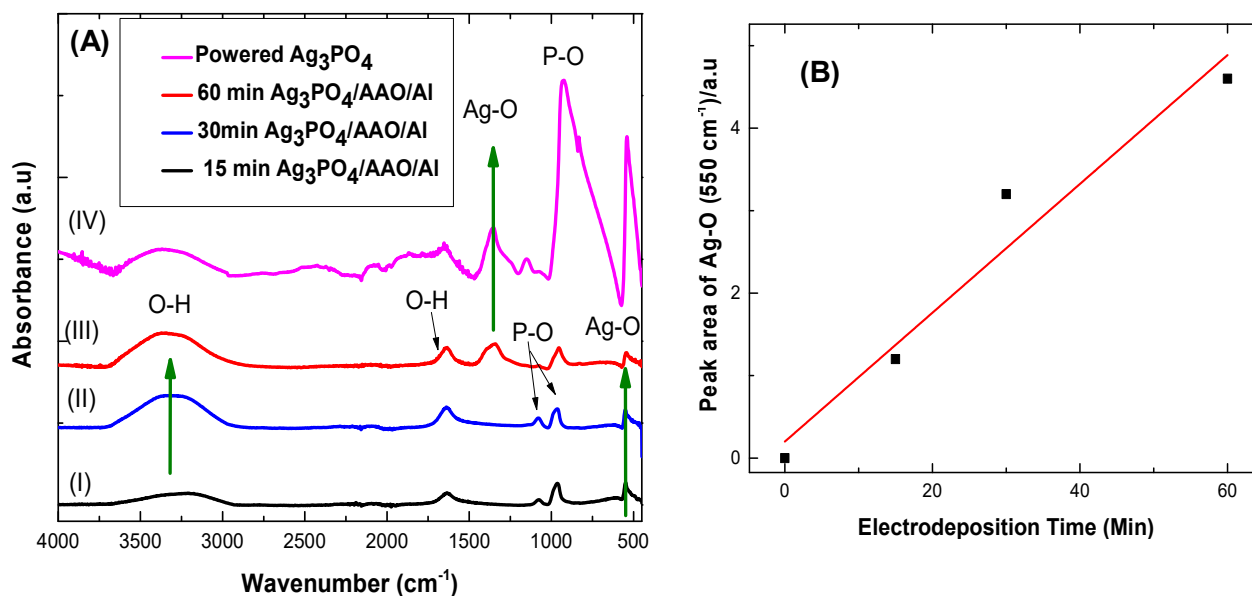 (A)
Powered Ag₃PO₄
60 min Ag₃PO₄/AAO/Al
30min Ag₃PO₄/AAO/Al
15 min Ag₃PO₄/AAO/Al
P-O
Ag-O
(IV)
O-H
O-H
(III)
P-O
Ag-O
(II)
(I)
Absorbance (a.u)
4000 3500 3000 2500 2000 1500 1000 500
Wavenumber (cm⁻¹)
(B)
Peak area of Ag-O (550 cm⁻¹)/a.u
4
2
0
0 20 40 60
Electrodeposition Time (Min)